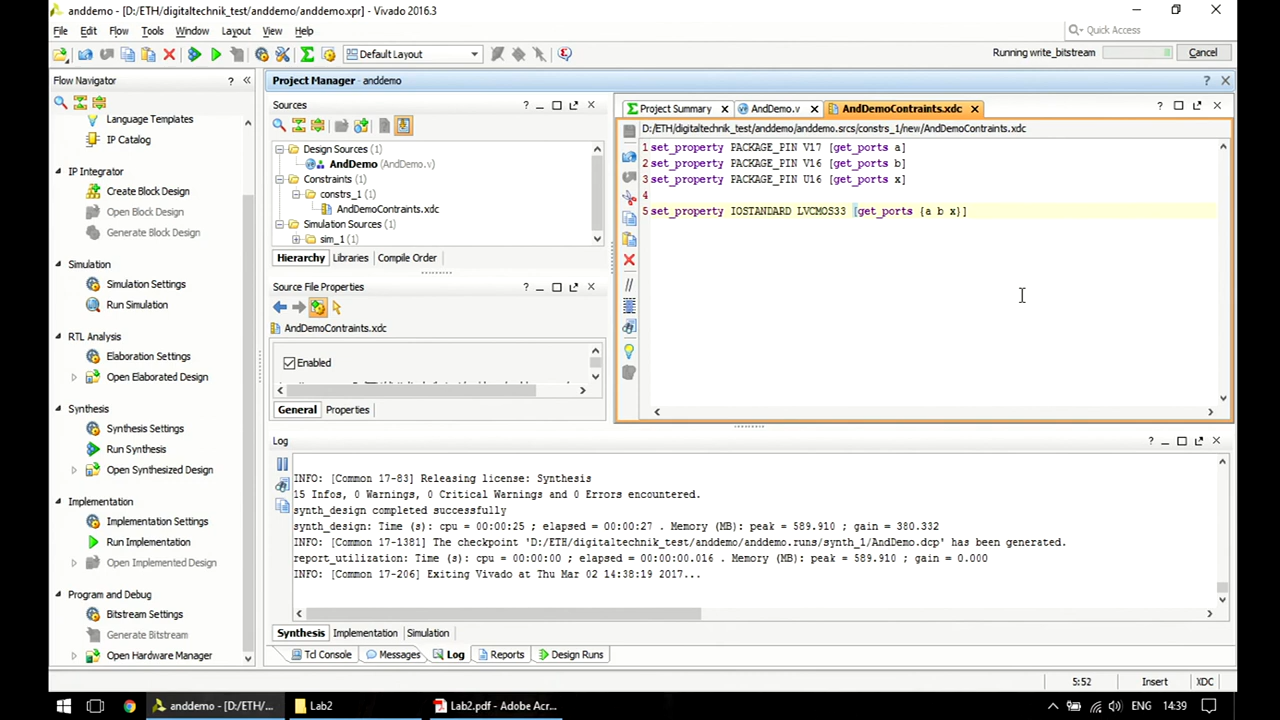 anddemo - [D:/ETH/digitaltechnik_test/anddemo/anddemo.xpr] - Vivado 2016.3
File Edit Flow Tools Window Layout View Help
Quick Access
Default Layout
Running write_bitstream
Cancel
Flow Navigator
Language Templates
IP Catalog
IP Integrator
Create Block Design
Generate Block Design
Simulation
Simulation Settings
Run Simulation
RTL Analysis
Elaboration Settings
Open Elaborated Design
Synthesis
Synthesis Settings
Run Synthesis
Open Synthesized Design
Implementation
Implementation Settings
Run Implementation
Open Implemented Design
Program and Debug
Bitstream Settings
Generate Bitstream
Open Hardware Manager
Project Manager - anddemo
Sources
Design Sources (1)
AndDemo (AndDemo.v)
Constraints (1)
constrs_1 (1)
AndDemoContraints.xdc
Simulation Sources (1)
sim_1 (1)
Hierarchy Libraries Compile Order
Source File Properties
AndDemoContraints.xdc
Enabled
General Properties
Project Summary AndDemo.v AndDemoContraints.xdc
D:/ETH/digitaltechnik_test/anddemo/anddemo.srcs/constrs_1/new/AndDemoContraints.xdc
1 set_property PACKAGE_PIN V17 [get_ports a]
2 set_property PACKAGE_PIN V16 [get_ports b]
3 set_property PACKAGE_PIN U16 [get_ports x]
4
5 set_property IOSTANDARD LVCMOS33 [get_ports {a b x}]
Log
INFO: [Common 17-83] Releasing license: Synthesis
15 Infos, 0 Warnings, 0 Critical Warnings and 0 Errors encountered.
synth_design completed successfully
synth_design: Time (s): cpu = 00:00:25 ; elapsed = 00:00:27 . Memory (MB): peak = 589.910 ; gain = 380.332
INFO: [Common 17-1381] The checkpoint 'D:/ETH/digitaltechnik_test/anddemo/anddemo.runs/synth_1/AndDemo.dcp' has been generated.
report_utilization: Time (s): cpu = 00:00:00 ; elapsed = 00:00:00.016 . Memory (MB): peak = 589.910 ; gain = 0.000
INFO: [Common 17-206] Exiting Vivado at Thu Mar 02 14:38:19 2017...
Synthesis Implementation Simulation
Tcl Console Messages Log Reports Design Runs
5:52 Insert XDC
anddemo - [D:/ETH/... Lab2 Lab2.pdf - Adobe Acr... ENG 14:39